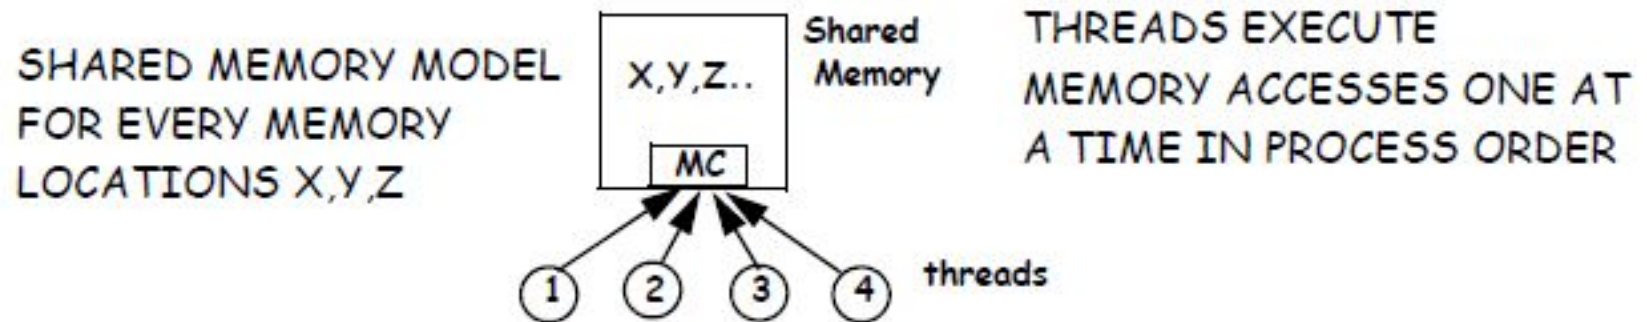 SHARED MEMORY MODEL
FOR EVERY MEMORY
LOCATIONS X,Y,Z
X,Y,Z..
MC
Shared
Memory
THREADS EXECUTE
MEMORY ACCESSES ONE AT
A TIME IN PROCESS ORDER
1 2 3 4 threads